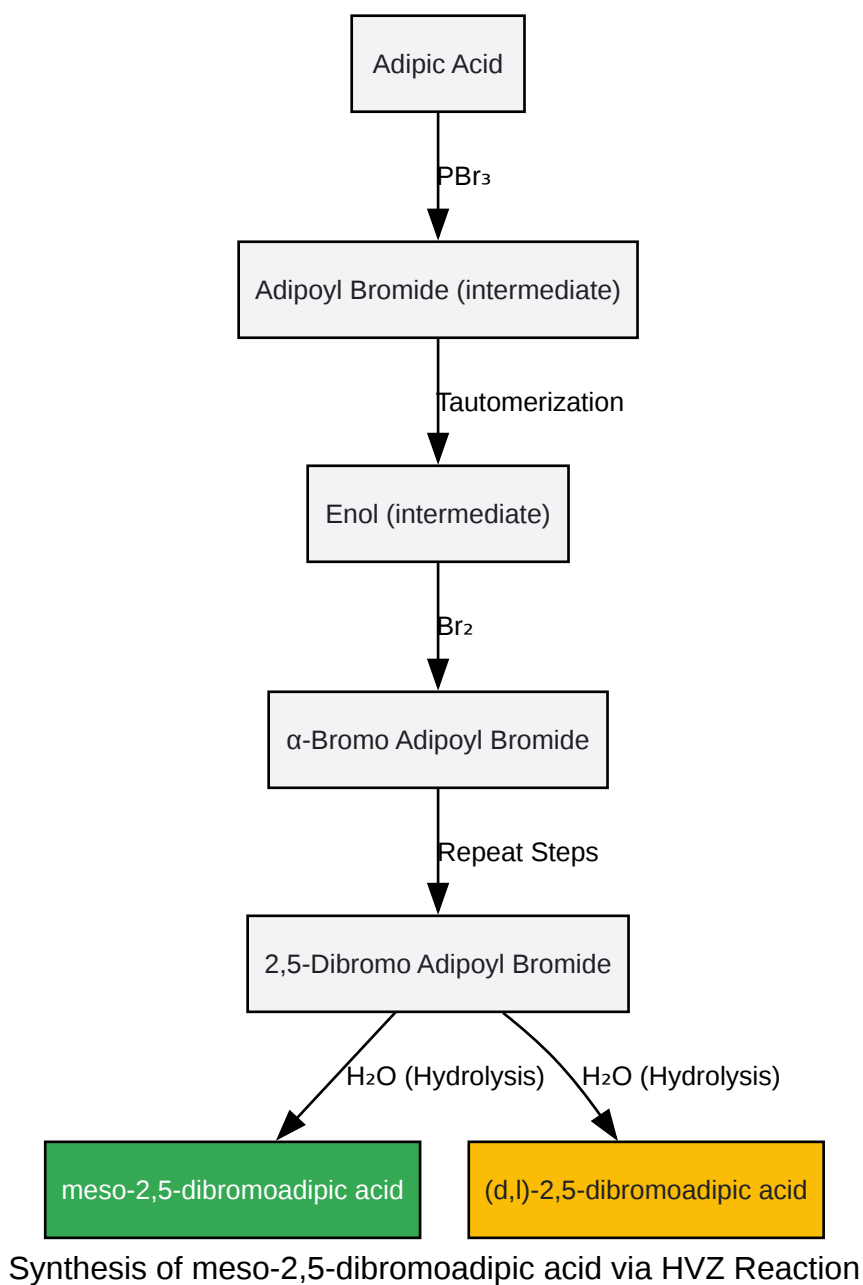 Adipic Acid
PBr₃
Adipoyl Bromide (intermediate)
Tautomerization
Enol (intermediate)
Br₂
α-Bromo Adipoyl Bromide
Repeat Steps
2,5-Dibromo Adipoyl Bromide
H₂O (Hydrolysis)
H₂O (Hydrolysis)
meso-2,5-dibromoadipic acid
(d,l)-2,5-dibromoadipic acid
Synthesis of meso-2,5-dibromoadipic acid via HVZ Reaction